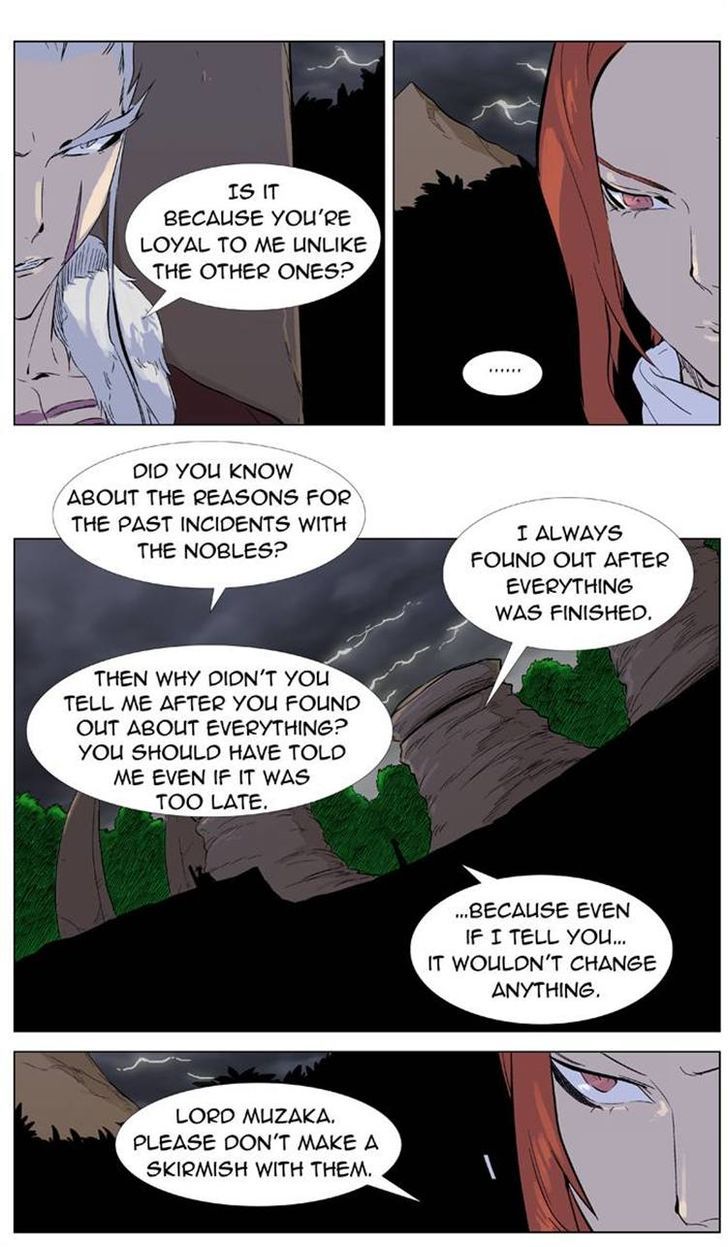 IS IT
BECAUSE YOU'RE
LOYAL TO ME UNLIKE
THE OTHER ONES?
......
DID YOU KNOW
ABOUT THE REASONS FOR
THE PAST INCIDENTS WITH
THE NOBLES?
I ALWAYS
FOUND OUT AFTER
EVERYTHING
WAS FINISHED.
THEN WHY DIDN'T YOU
TELL ME AFTER YOU FOUND
OUT ABOUT EVERYTHING?
YOU SHOULD HAVE TOLD
ME EVEN IF IT WAS
TOO LATE.
...BECAUSE EVEN
IF I TELL YOU...
IT WOULDN'T CHANGE
ANYTHING.
LORD MUZAKA.
PLEASE DON'T MAKE A
SKIRMISH WITH THEM.